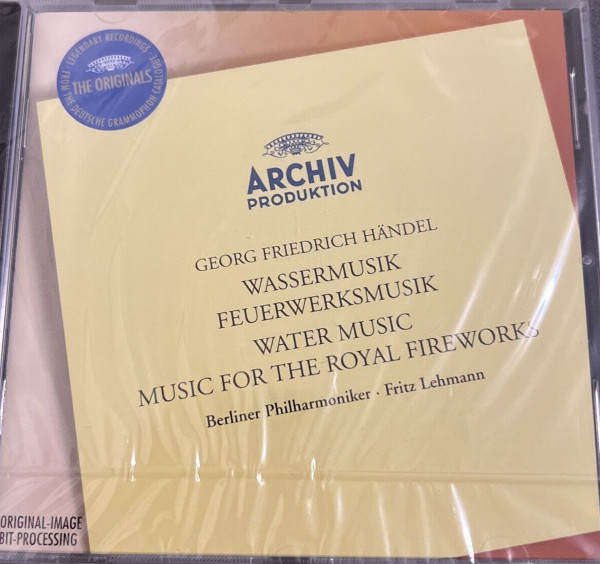 LEGENDARY RECORDINGS
THE ORIGINALS
FROM THE DEUTSCHE GRAMMOPHON CATALOGUE
ARCHIV
PRODUKTION
GEORG FRIEDRICH HÄNDEL
WASSERMUSIK
FEUERWERKSMUSIK
WATER MUSIC
MUSIC FOR THE ROYAL FIREWORKS
Berliner Philharmoniker · Fritz Lehmann
ORIGINAL-IMAGE
BIT-PROCESSING